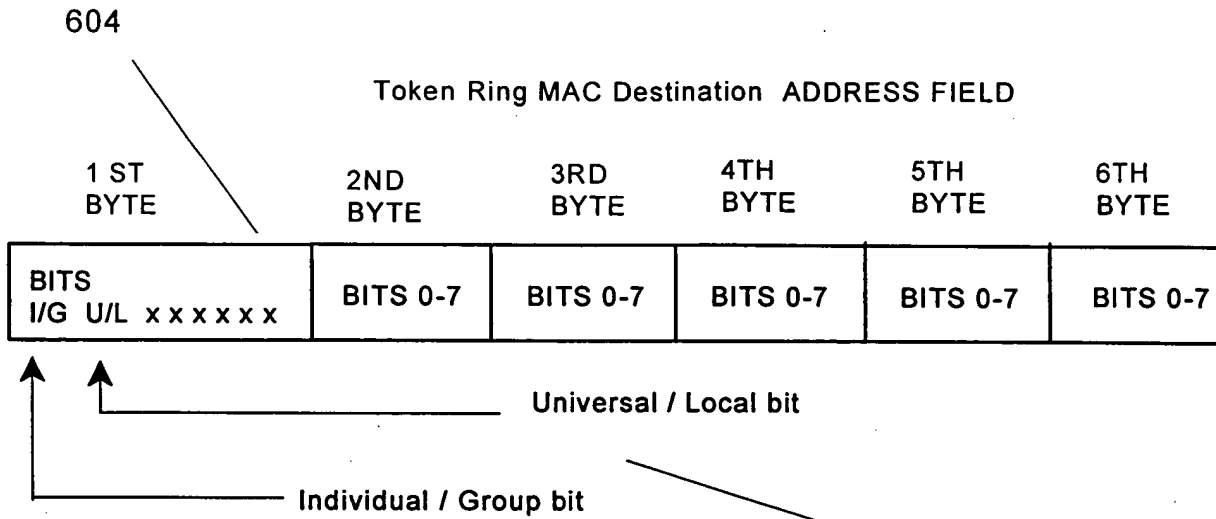 604
Token Ring MAC Destination ADDRESS FIELD
1 ST BYTE
2ND BYTE
3RD BYTE
4TH BYTE
5TH BYTE
6TH BYTE
BITS
I/G U/L x x x x x x
BITS 0-7
BITS 0-7
BITS 0-7
BITS 0-7
BITS 0-7
Universal / Local bit
Individual / Group bit